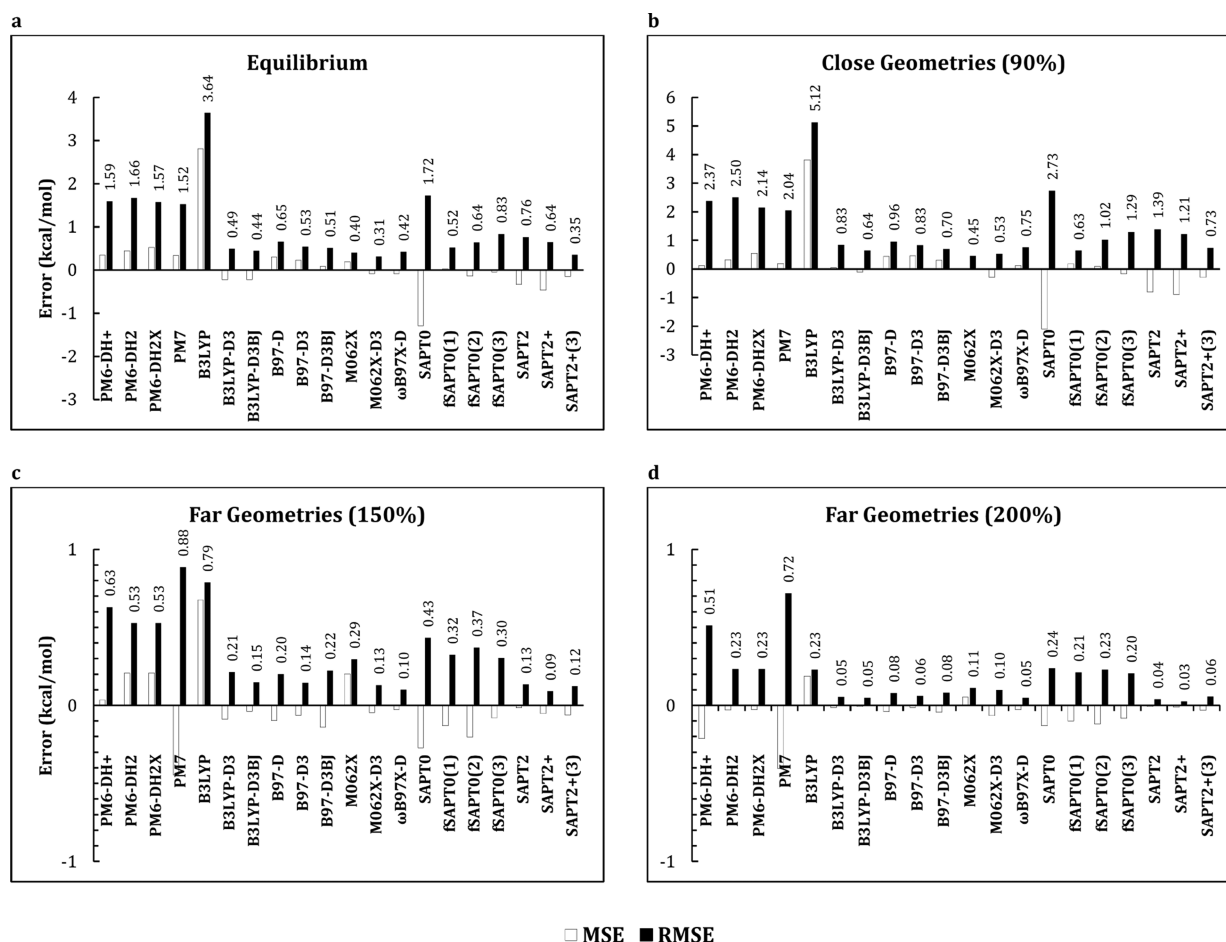 a
Equilibrium
Error (kcal/mol)
4
3
2
1
0
-1
-2
-3
1.59
1.66
1.57
1.52
3.64
0.49
0.44
0.65
0.53
0.51
0.40
0.31
0.42
1.72
0.52
0.64
0.83
0.76
0.64
0.35
PM6-DH+
PM6-DH2
PM6-DH2X
PM7
B3LYP
B3LYP-D3
B3LYP-D3BJ
B97-D
B97-D3
B97-D3BJ
M062X
M062X-D3
ωB97X-D
SAPT0
fSAPT0(1)
fSAPT0(2)
fSAPT0(3)
SAPT2
SAPT2+
SAPT2+(3)
b
Close Geometries (90%)
6
5
4
3
2
1
0
-1
-2
-3
2.37
2.50
2.14
2.04
5.12
0.83
0.64
0.96
0.83
0.70
0.45
0.53
0.75
2.73
0.63
1.02
1.29
1.39
1.21
0.73
PM6-DH+
PM6-DH2
PM6-DH2X
PM7
B3LYP
B3LYP-D3
B3LYP-D3BJ
B97-D
B97-D3
B97-D3BJ
M062X
M062X-D3
ωB97X-D
SAPT0
fSAPT0(1)
fSAPT0(2)
fSAPT0(3)
SAPT2
SAPT2+
SAPT2+(3)
c
Far Geometries (150%)
Error (kcal/mol)
1
0
-1
0.63
0.53
0.53
0.88
0.79
0.21
0.15
0.20
0.14
0.22
0.29
0.13
0.10
0.43
0.32
0.37
0.30
0.13
0.09
0.12
PM6-DH+
PM6-DH2
PM6-DH2X
PM7
B3LYP
B3LYP-D3
B3LYP-D3BJ
B97-D
B97-D3
B97-D3BJ
M062X
M062X-D3
ωB97X-D
SAPT0
fSAPT0(1)
fSAPT0(2)
fSAPT0(3)
SAPT2
SAPT2+
SAPT2+(3)
d
Far Geometries (200%)
1
0
-1
0.51
0.23
0.23
0.72
0.23
0.05
0.05
0.08
0.06
0.08
0.11
0.10
0.05
0.24
0.21
0.23
0.20
0.04
0.03
0.06
PM6-DH+
PM6-DH2
PM6-DH2X
PM7
B3LYP
B3LYP-D3
B3LYP-D3BJ
B97-D
B97-D3
B97-D3BJ
M062X
M062X-D3
ωB97X-D
SAPT0
fSAPT0(1)
fSAPT0(2)
fSAPT0(3)
SAPT2
SAPT2+
SAPT2+(3)
MSE RMSE